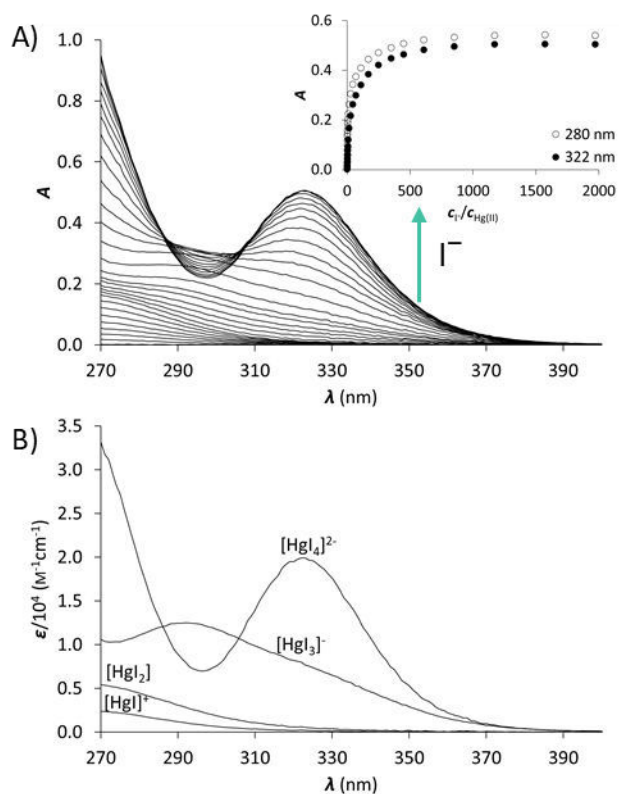 A)
1.0
0.8
0.6
A
0.4
0.2
0.0
270 290 310 330 350 370 390
λ (nm)
0.6
0.4
A
0.2
0.0
○ 280 nm
● 322 nm
0 500 1000 1500 2000
c_I⁻/c_Hg(II)
I⁻
B)
3.5
3.0
2.5
2.0
ε/10⁴ (M⁻¹cm⁻¹)
1.5
1.0
0.5
0.0
[HgI₄]²⁻
[HgI₃]⁻
[HgI₂]
[HgI]⁺
270 290 310 330 350 370 390
λ (nm)